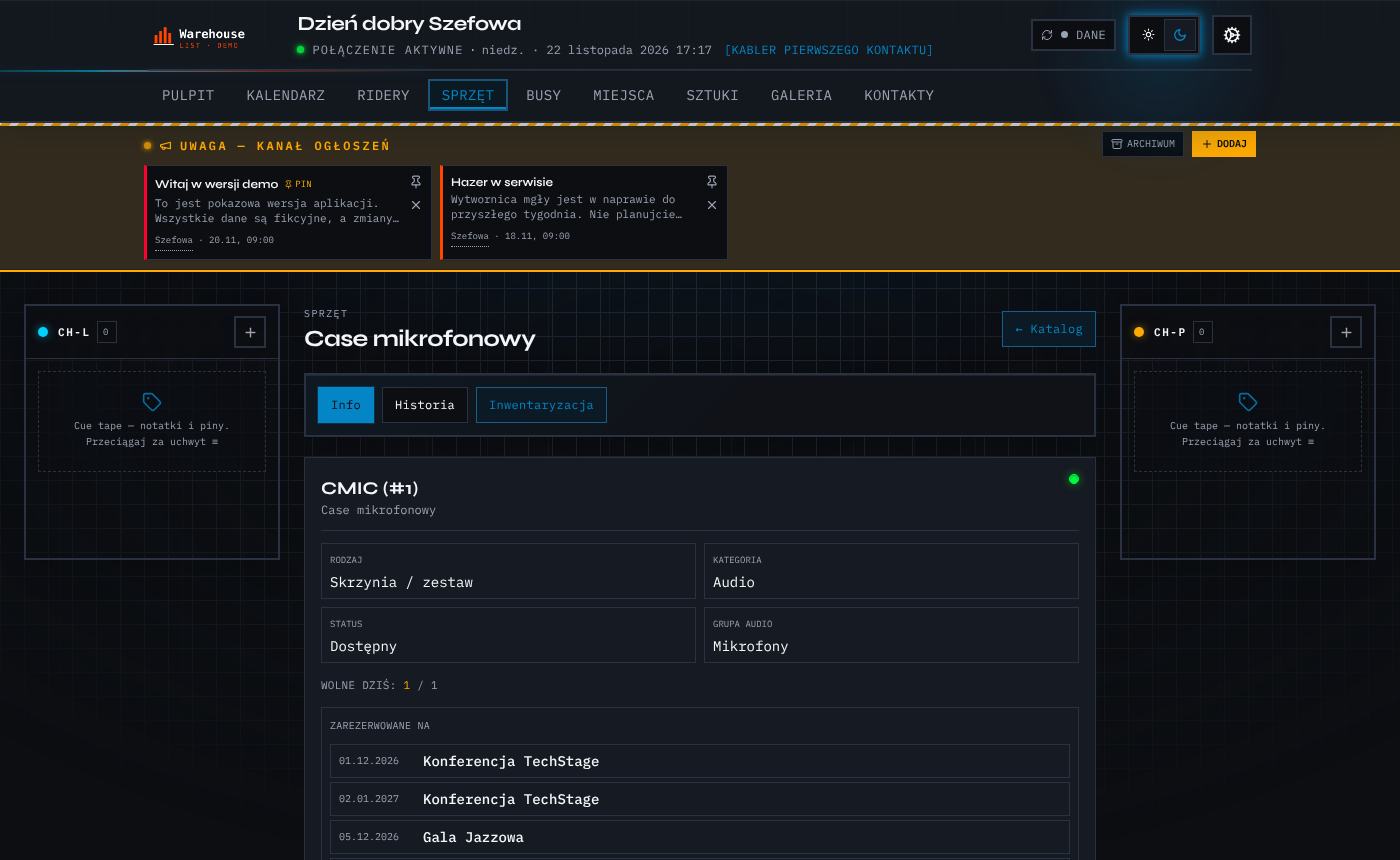 Warehouse
LIST · DEMO
Dzień dobry Szefowa
POŁĄCZENIE AKTYWNE · niedz. · 22 listopada 2026 17:17 [KABLER PIERWSZEGO KONTAKTU]
DANE
PULPIT KALENDARZ RIDERY SPRZĘT BUSY MIEJSCA SZTUKI GALERIA KONTAKTY
UWAGA — KANAŁ OGŁOSZEŃ
ARCHIWUM
+ DODAJ
Witaj w wersji demo PIN
To jest pokazowa wersja aplikacji.
Wszystkie dane są fikcyjne, a zmiany…
Szefowa · 20.11, 09:00
Hazer w serwisie
Wytwornica mgły jest w naprawie do
przyszłego tygodnia. Nie planujcie…
Szefowa · 18.11, 09:00
CH-L 0 +
Cue tape — notatki i piny.
Przeciągaj za uchwyt ≡
SPRZĘT
Case mikrofonowy
← Katalog
Info Historia Inwentaryzacja
CMIC (#1)
Case mikrofonowy
RODZAJ
Skrzynia / zestaw
KATEGORIA
Audio
STATUS
Dostępny
GRUPA AUDIO
Mikrofony
WOLNE DZIŚ: 1 / 1
ZAREZERWOWANE NA
01.12.2026 Konferencja TechStage
02.01.2027 Konferencja TechStage
05.12.2026 Gala Jazzowa
CH-P 0 +
Cue tape — notatki i piny.
Przeciągaj za uchwyt ≡